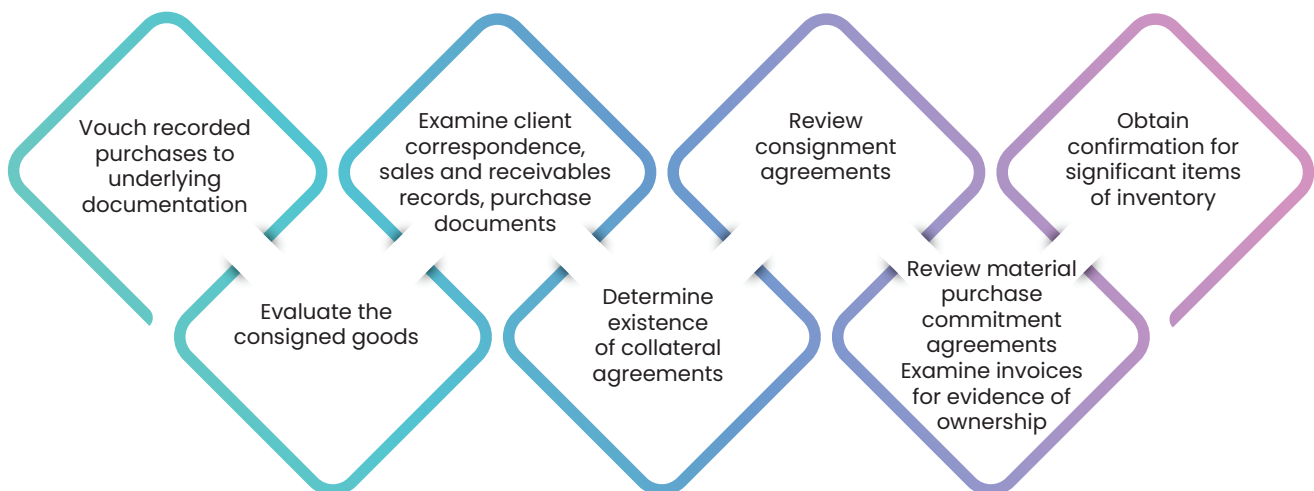 Vouch recorded
purchases to
underlying
documentation
Evaluate the
consigned goods
Examine client
correspondence,
sales and receivables
records, purchase
documents
Determine
existence
of collateral
agreements
Review
consignment
agreements
Review material
purchase
commitment
agreements
Examine invoices
for evidence of
ownership
Obtain
confirmation for
significant items
of inventory